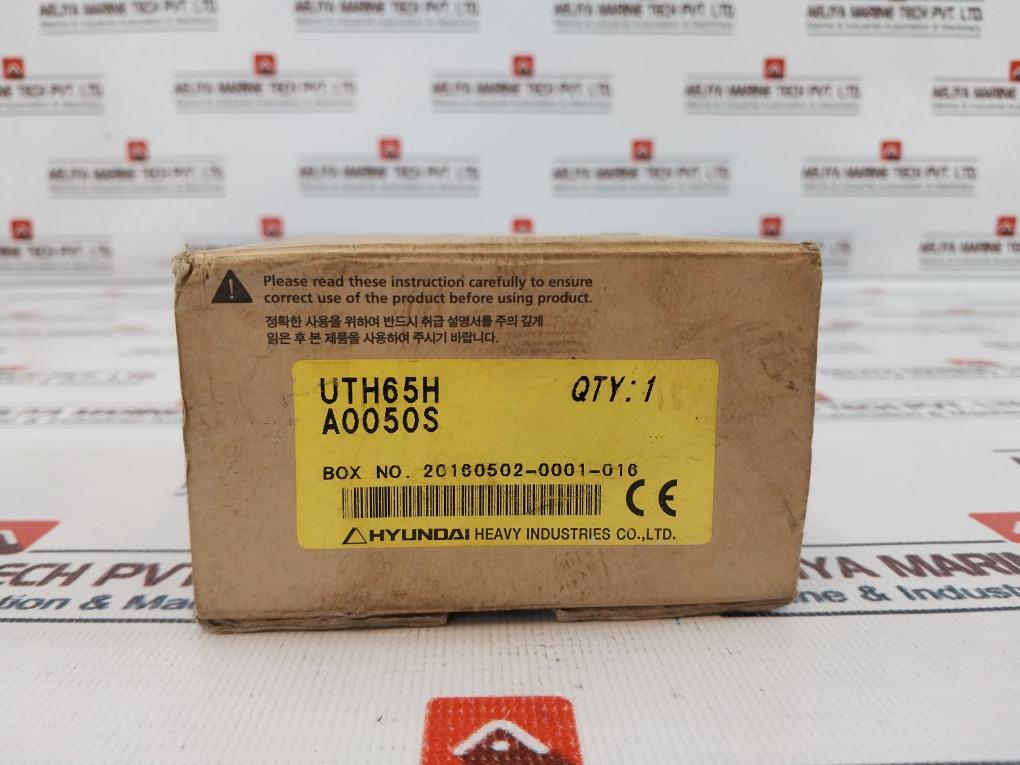 Please read these instruction carefully to ensure
correct use of the product before using product.
정확한 사용을 위하여 반드시 취급 설명서를 주의 깊게
읽은 후 본 제품을 사용하여 주시기 바랍니다.
UTH65H QTY: 1
A0050S
BOX NO. 20160502-0001-016
CE
HYUNDAI HEAVY INDUSTRIES CO.,LTD.